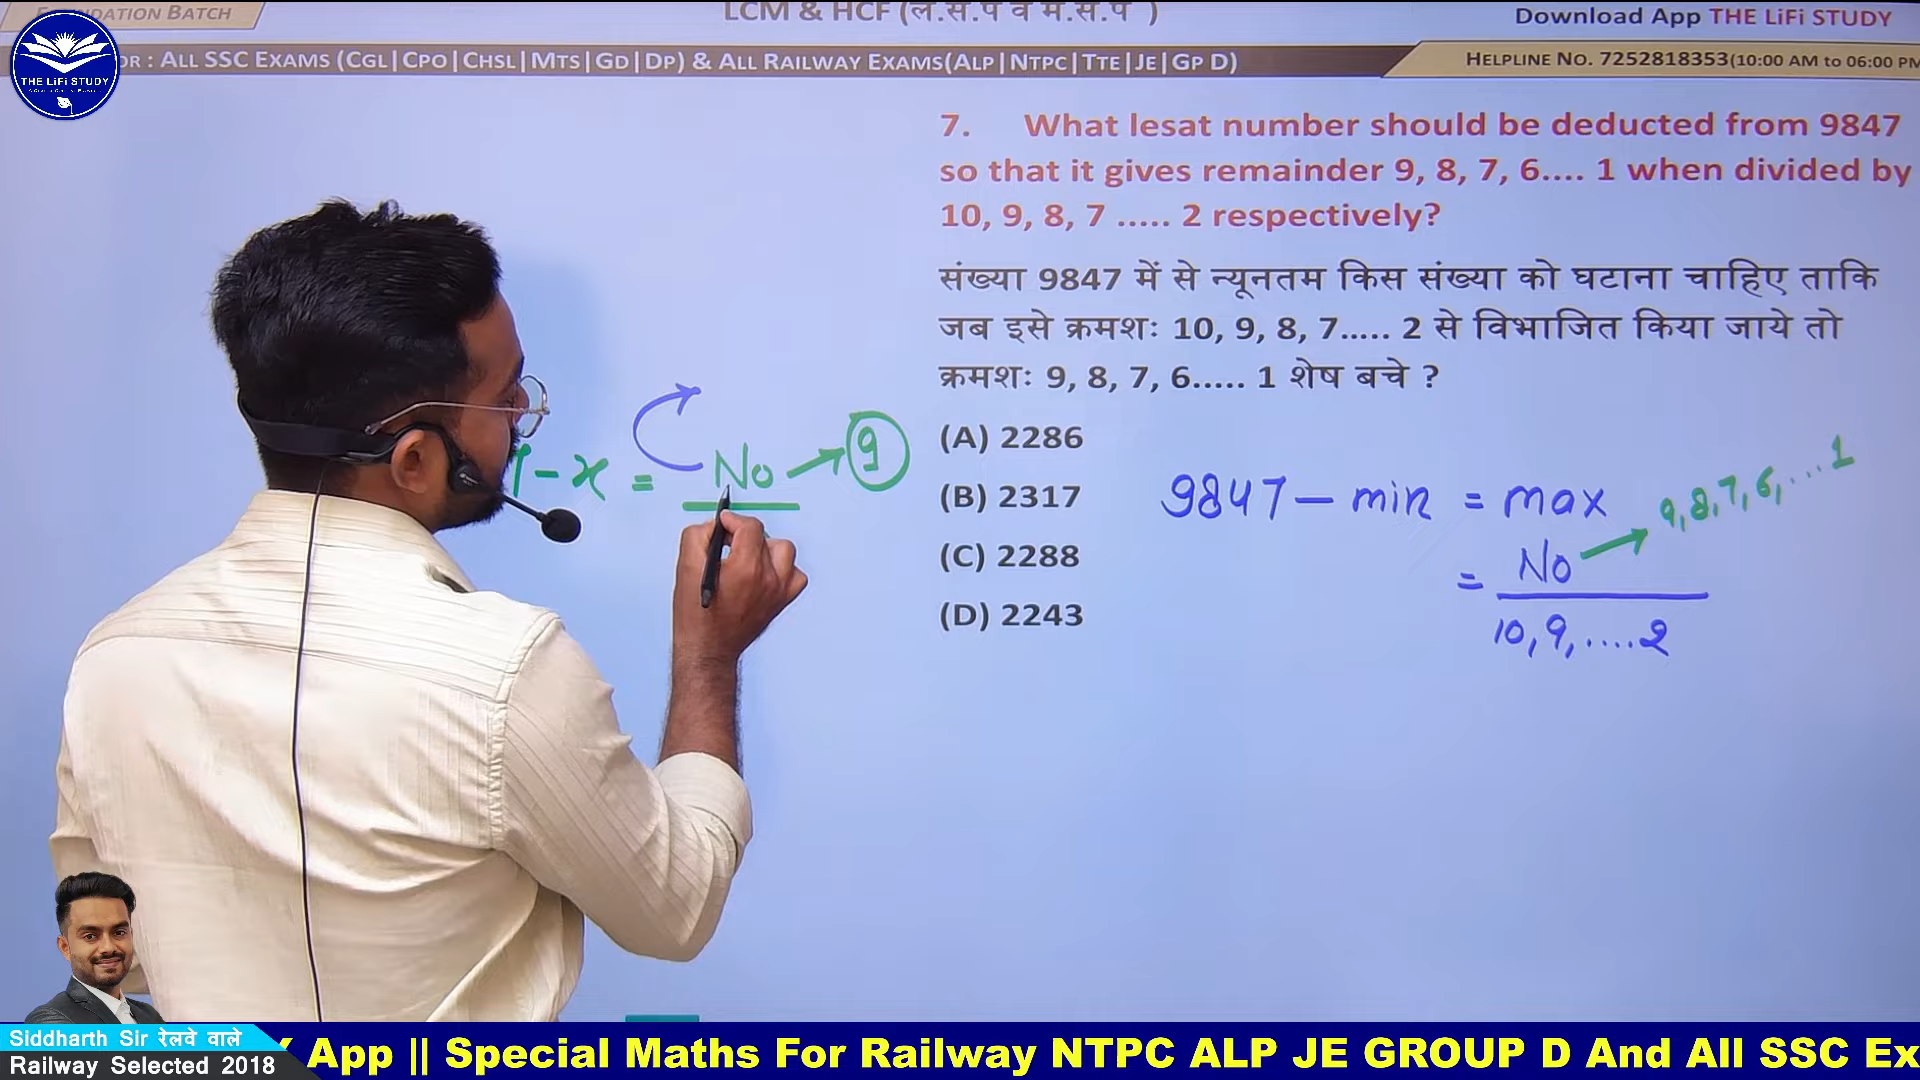 FOUNDATION BATCH
LCM & HCF (ल.स.प व म.स.प )
Download App THE LiFi STUDY
THE LiFi STUDY
OR : ALL SSC EXAMS (CGL|CPO|CHSL|MTS|GD|DP) & ALL RAILWAY EXAMS(ALP|NTPC|TTE|JE|GP D)
HELPLINE NO. 7252818353(10:00 AM to 06:00 PM
7. What lesat number should be deducted from 9847
so that it gives remainder 9, 8, 7, 6.... 1 when divided by
10, 9, 8, 7 ..... 2 respectively?
संख्या 9847 में से न्यूनतम किस संख्या को घटाना चाहिए ताकि
जब इसे क्रमशः 10, 9, 8, 7..... 2 से विभाजित किया जाये तो
क्रमशः 9, 8, 7, 6..... 1 शेष बचे ?
(A) 2286
(B) 2317
(C) 2288
(D) 2243
7 - x = No → 9
9847 - min = max
= No → 9, 8, 7, 6, ... 1
10, 9, .... 2
Siddharth Sir रेलवे वाले
Railway Selected 2018
App || Special Maths For Railway NTPC ALP JE GROUP D And All SSC Ex